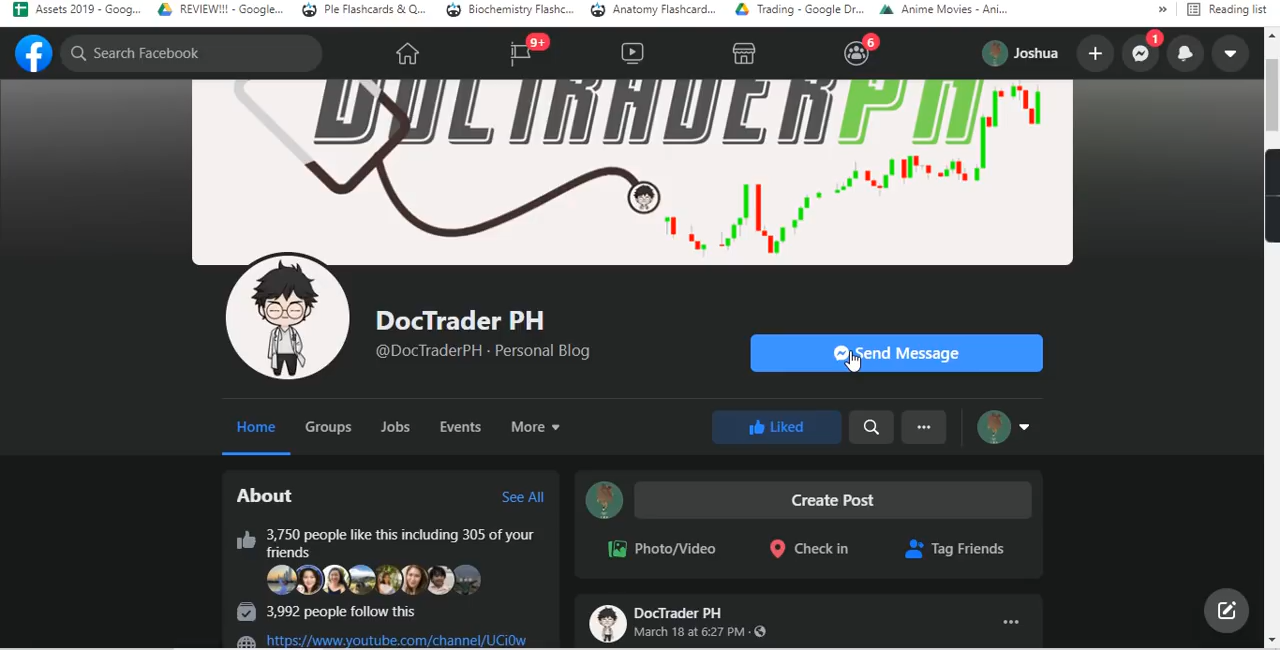 Assets 2019 - Goog...
REVIEW!!! - Google...
Ple Flashcards & Q...
Biochemistry Flashc...
Anatomy Flashcard...
Trading - Google Dr...
Anime Movies - Ani...
»
Reading list
Search Facebook
9+
6
Joshua
1
DOCTRADERPH
DocTrader PH
@DocTraderPH · Personal Blog
Send Message
Home
Groups
Jobs
Events
More
Liked
About
See All
3,750 people like this including 305 of your
friends
3,992 people follow this
https://www.youtube.com/channel/UCi0w
Create Post
Photo/Video
Check in
Tag Friends
DocTrader PH
March 18 at 6:27 PM ·